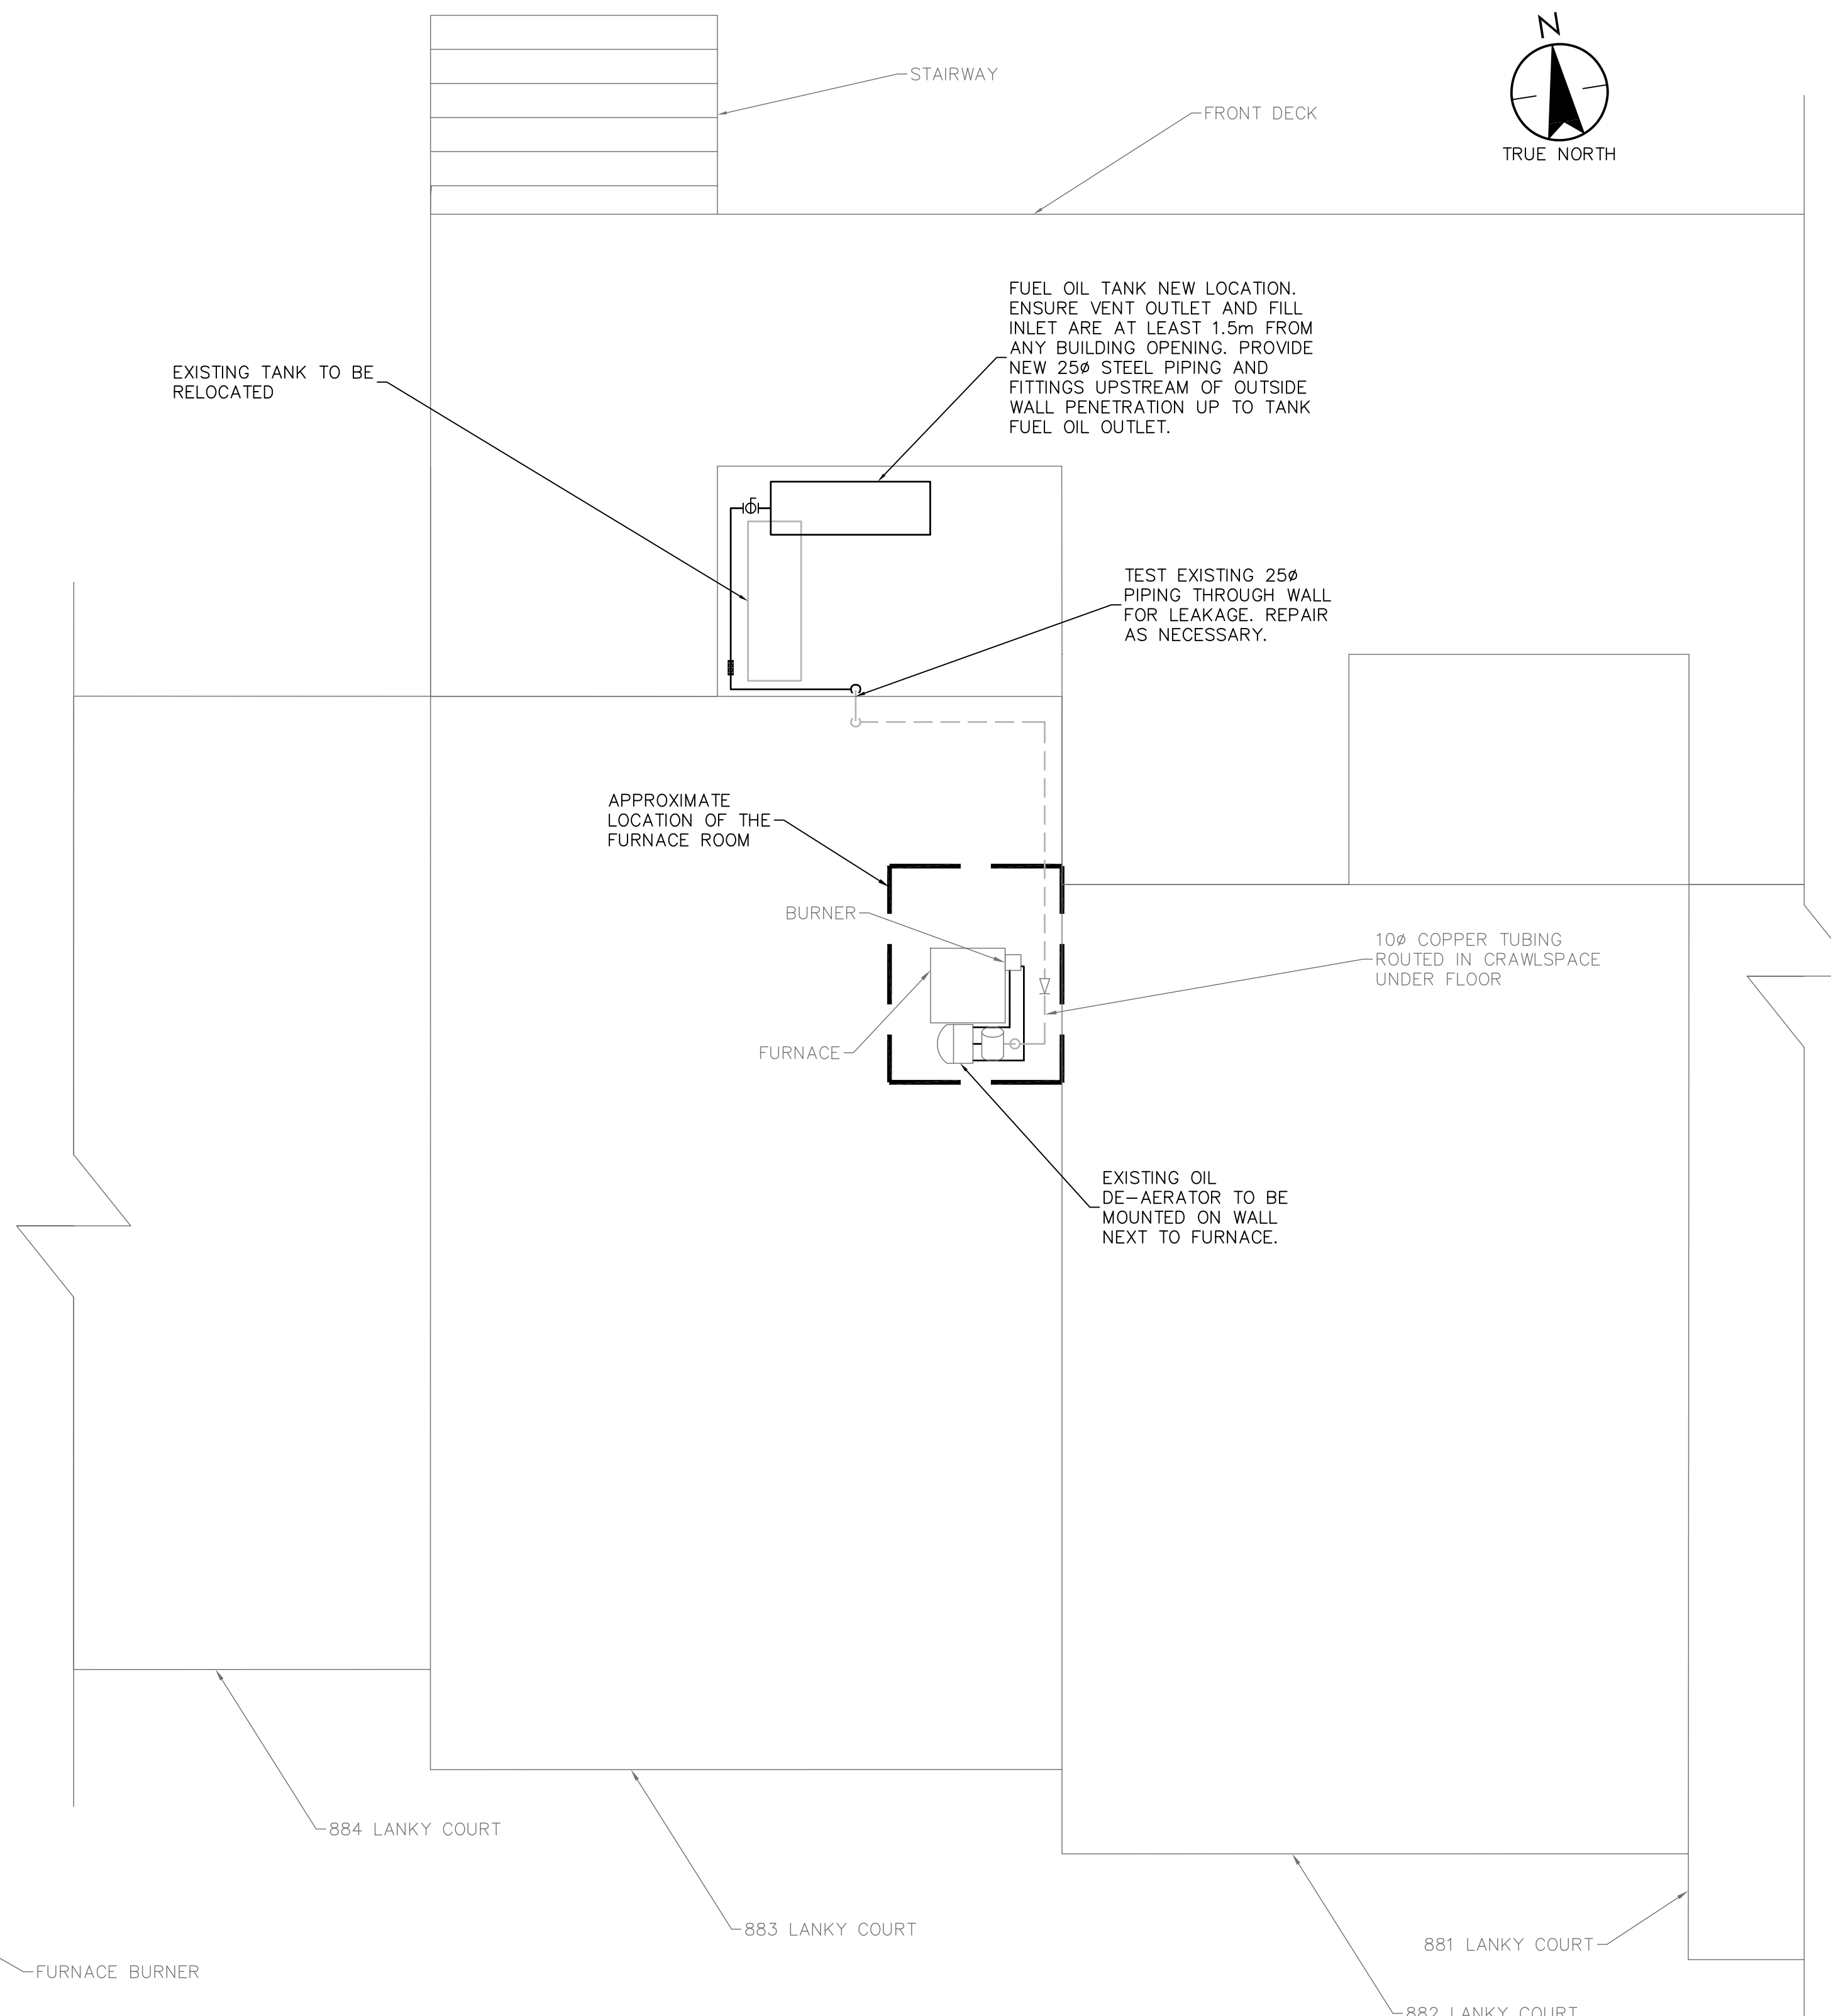 N
TRUE NORTH
STAIRWAY
FRONT DECK
FUEL OIL TANK NEW LOCATION.
ENSURE VENT OUTLET AND FILL
INLET ARE AT LEAST 1.5m FROM
ANY BUILDING OPENING. PROVIDE
NEW 25ø STEEL PIPING AND
FITTINGS UPSTREAM OF OUTSIDE
WALL PENETRATION UP TO TANK
FUEL OIL OUTLET.
EXISTING TANK TO BE
RELOCATED
TEST EXISTING 25ø
PIPING THROUGH WALL
FOR LEAKAGE. REPAIR
AS NECESSARY.
APPROXIMATE
LOCATION OF THE
FURNACE ROOM
BURNER
10ø COPPER TUBING
ROUTED IN CRAWLSPACE
UNDER FLOOR
FURNACE
EXISTING OIL
DE-AERATOR TO BE
MOUNTED ON WALL
NEXT TO FURNACE.
884 LANKY COURT
883 LANKY COURT
881 LANKY COURT
FURNACE BURNER
882 LANKY COURT